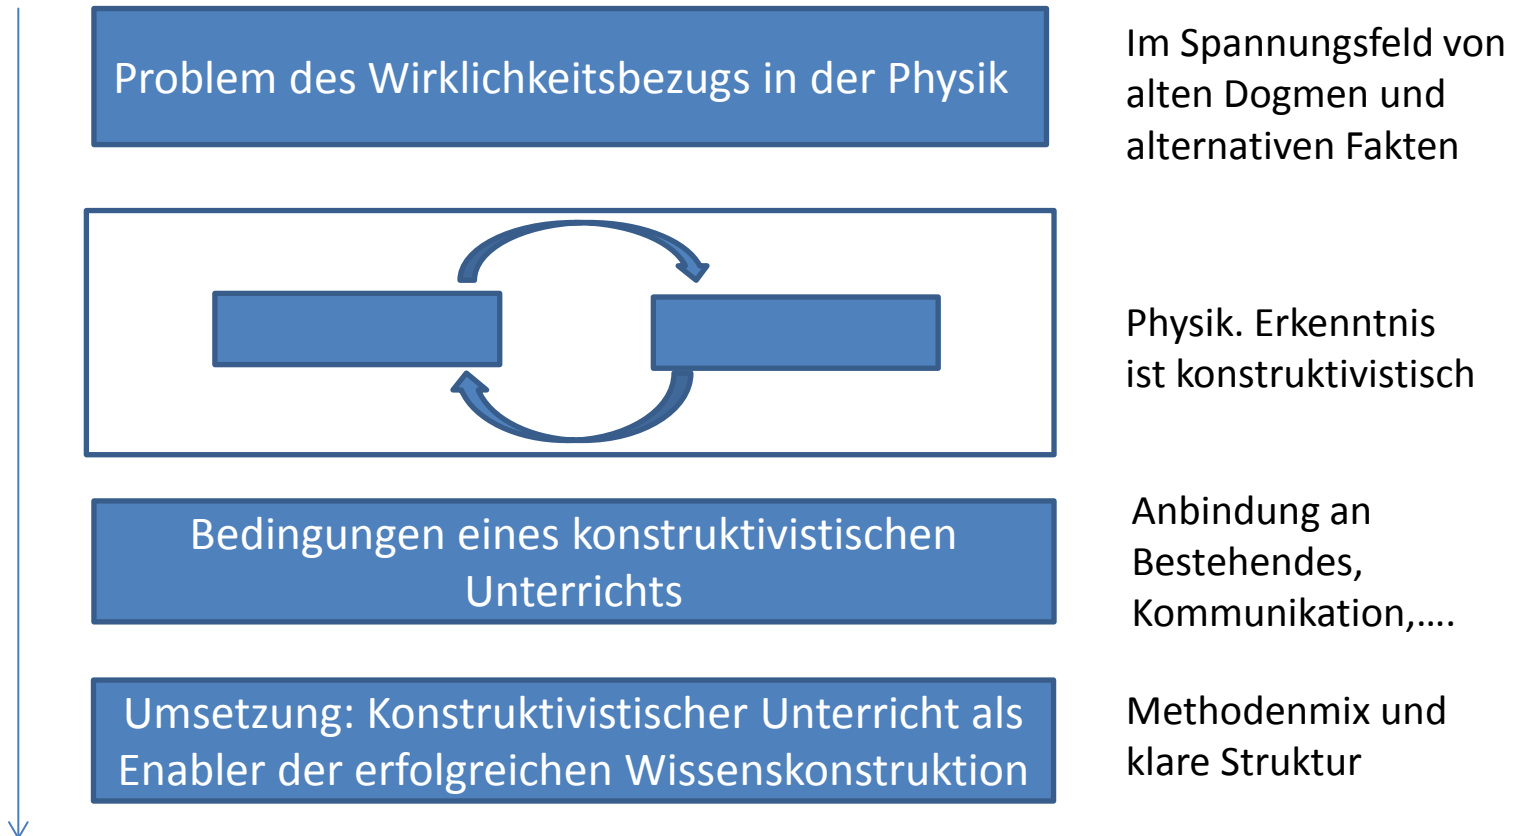 Problem des Wirklichkeitsbezugs in der Physik
Im Spannungsfeld von
alten Dogmen und
alternativen Fakten
Physik. Erkenntnis
ist konstruktivistisch
Bedingungen eines konstruktivistischen
Unterrichts
Anbindung an
Bestehendes,
Kommunikation,....
Umsetzung: Konstruktivistischer Unterricht als
Enabler der erfolgreichen Wissenskonstruktion
Methodenmix und
klare Struktur